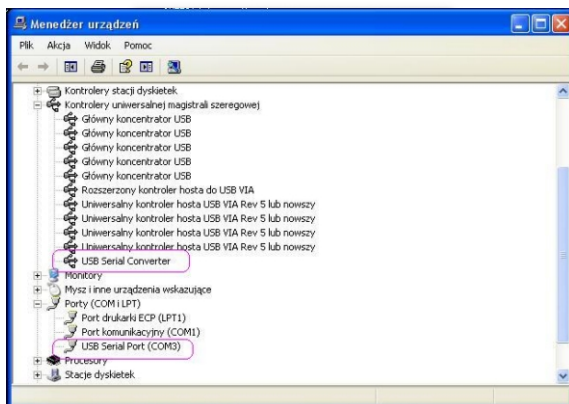 Menedżer urządzeń
Plik Akcja Widok Pomoc
Kontrolery stacji dyskietek
Kontrolery uniwersalnej magistrali szeregowej
Główny koncentrator USB
Główny koncentrator USB
Główny koncentrator USB
Główny koncentrator USB
Główny koncentrator USB
Rozszerzony kontroler hosta do USB VIA
Uniwersalny kontroler hosta USB VIA Rev 5 lub nowszy
Uniwersalny kontroler hosta USB VIA Rev 5 lub nowszy
Uniwersalny kontroler hosta USB VIA Rev 5 lub nowszy
Uniwersalny kontroler hosta USB VIA Rev 5 lub nowszy
USB Serial Converter
Monitory
Mysz i inne urządzenia wskazujące
Porty (COM i LPT)
Port drukarki ECP (LPT1)
Port komunikacyjny (COM1)
USB Serial Port (COM3)
Procesory
Stacje dyskietek